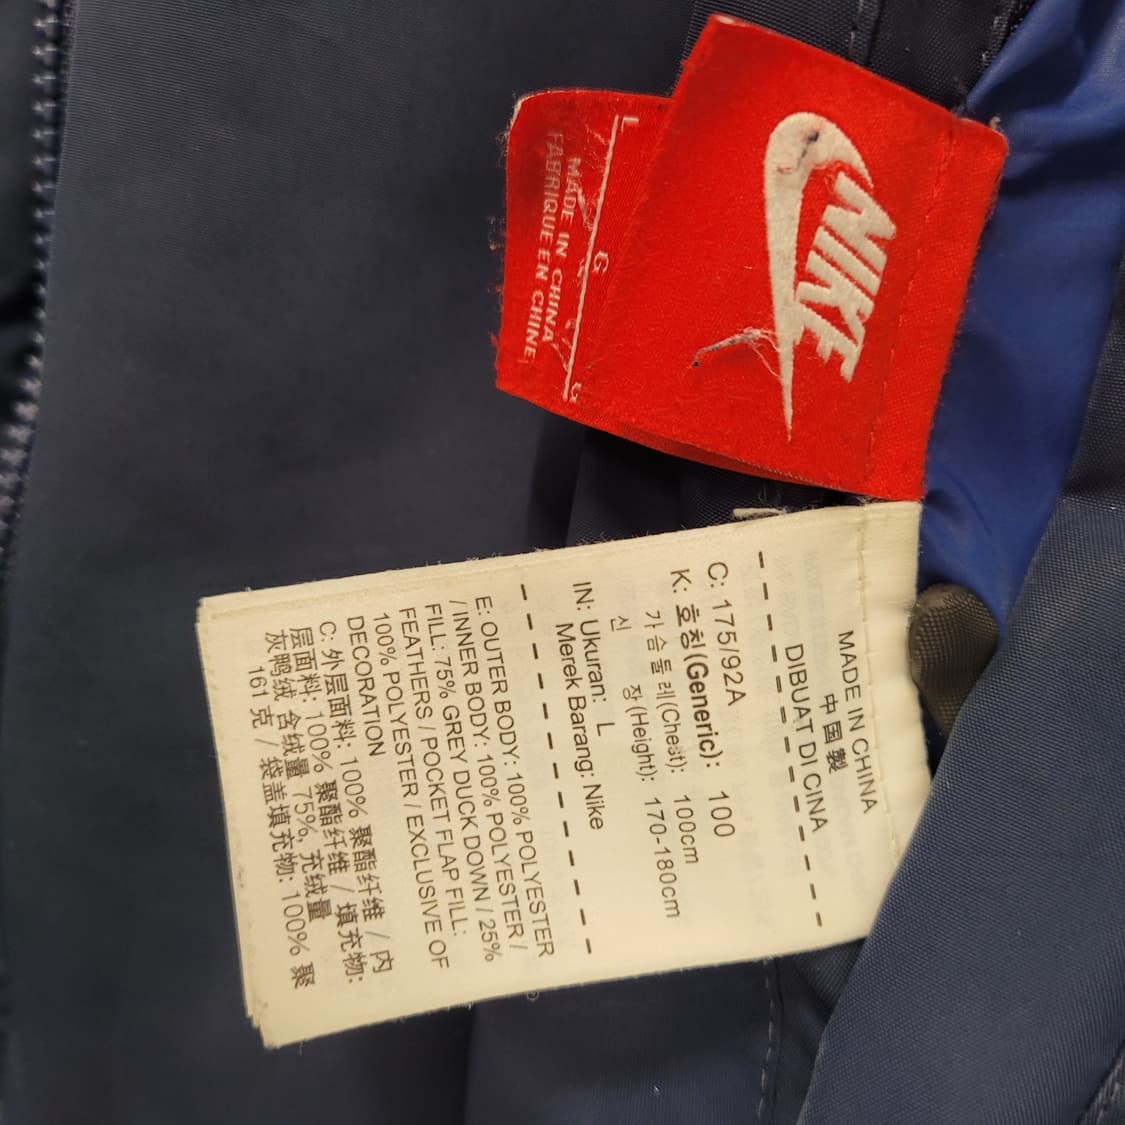 NIKE
L G G
MADE IN CHINA
FABRIQUE EN CHINE
MADE IN CHINA
中国製
DIBUAT DI CINA
C: 175/92A
K: 호칭(Generic): 100
가슴둘레(Chest): 100cm
신 장(Height): 170-180cm
IN: Ukuran: L
Merek Barang: Nike
E: OUTER BODY: 100% POLYESTER
/ INNER BODY: 100% POLYESTER /
FILL: 75% GREY DUCK DOWN / 25%
FEATHERS / POCKET FLAP FILL:
100% POLYESTER / EXCLUSIVE OF
DECORATION
C: 外层面料: 100% 聚酯纤维 / 内
层面料: 100% 聚酯纤维 / 填充物:
灰鸭绒 含绒量 75%, 充绒量
161 克 / 袋盖填充物: 100% 聚